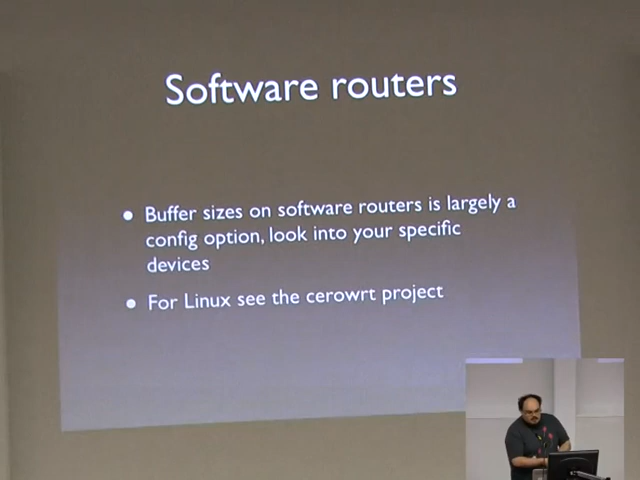 Software routers
• Buffer sizes on software routers is largely a
config option, look into your specific
devices
• For Linux see the cerowrt project